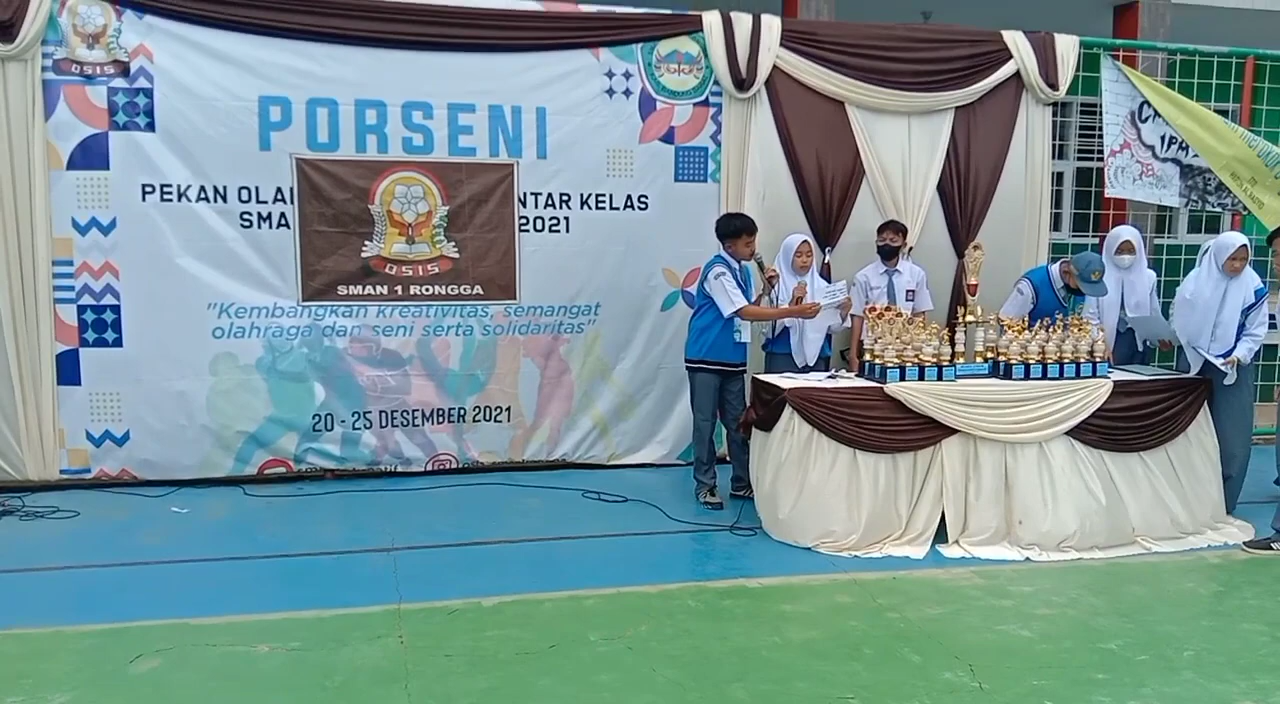 OSIS
PORSENI
PEKAN OLAH NTAR KELAS
SMA 2021
OSIS
SMAN 1 RONGGA
"Kembangkan kreativitas, semangat
olahraga dan seni serta solidaritas"
20 - 25 DESEMBER 2021